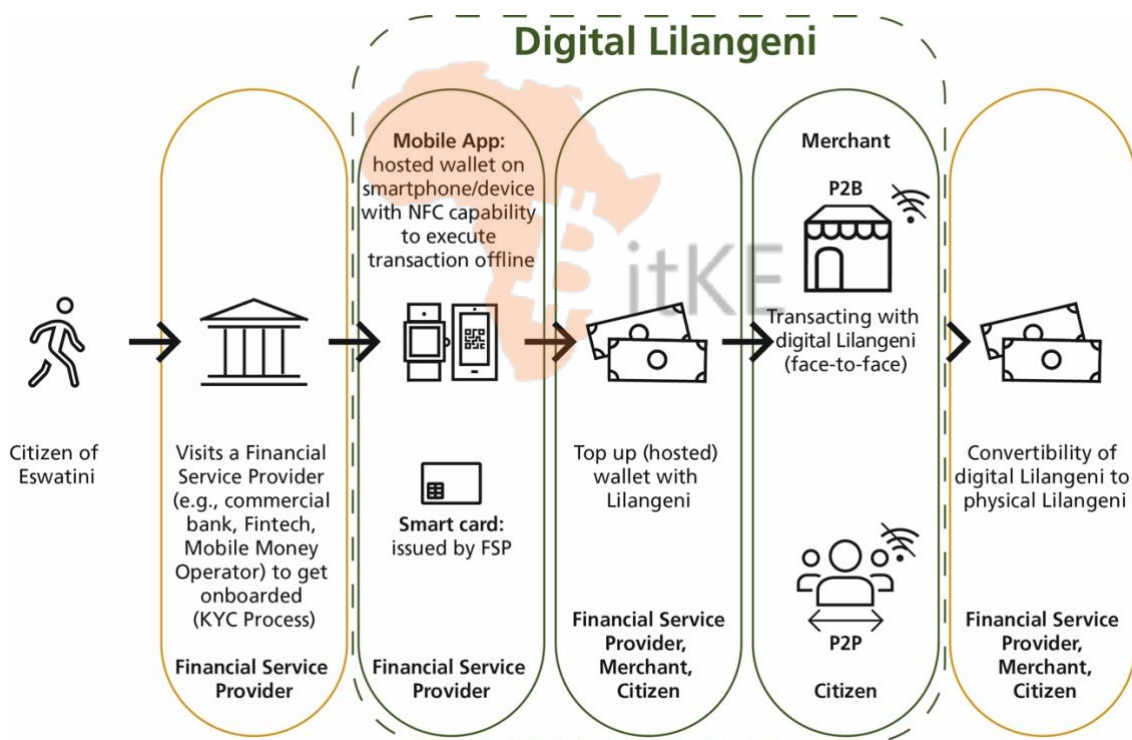 Digital Lilangeni
Citizen of
Eswatini
Visits a Financial
Service Provider
(e.g., commercial
bank, Fintech,
Mobile Money
Operator) to get
onboarded
(KYC Process)
Financial Service
Provider
Mobile App:
hosted wallet on
smartphone/device
with NFC capability
to execute
transaction offline
Smart card:
issued by FSP
Financial Service
Provider
Top up (hosted)
wallet with
Lilangeni
Financial Service
Provider,
Merchant,
Citizen
Merchant
P2B
Transacting with
digital Lilangeni
(face-to-face)
P2P
Citizen
Convertibility of
digital Lilangeni to
physical Lilangeni
Financial Service
Provider,
Merchant,
Citizen
BitKE